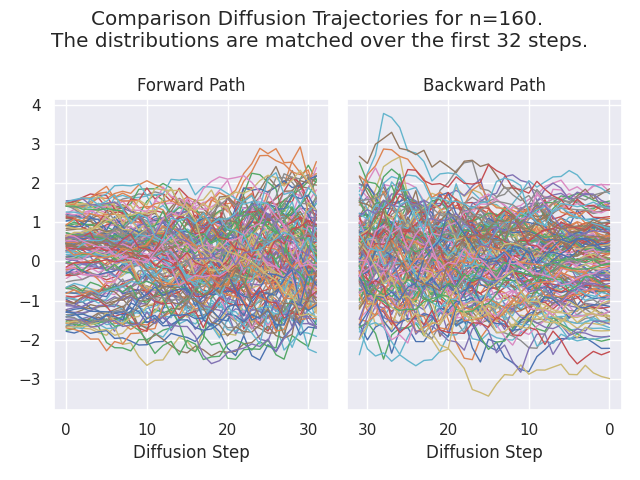 Comparison Diffusion Trajectories for n=160.
The distributions are matched over the first 32 steps.
Forward Path
Backward Path
4
3
2
1
0
−1
−2
−3
0 10 20 30
30 20 10 0
Diffusion Step
Diffusion Step